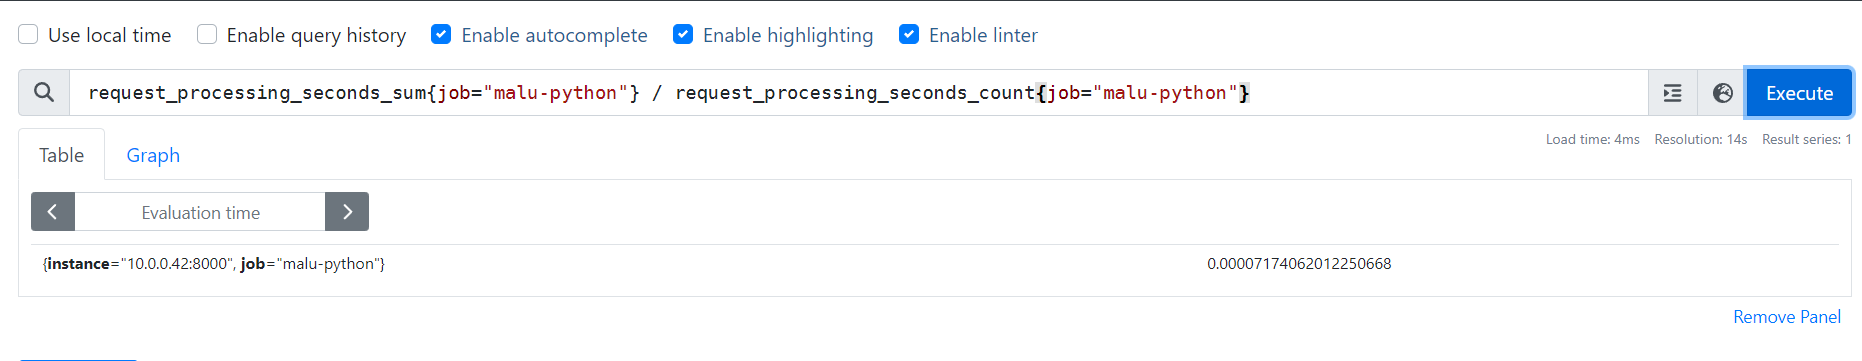 Use local time Enable query history Enable autocomplete Enable highlighting Enable linter
request_processing_seconds_sum{job="malu-python"} / request_processing_seconds_count{job="malu-python"} Execute
Load time: 4ms Resolution: 14s Result series: 1
Table Graph
Evaluation time
{instance="10.0.0.42:8000", job="malu-python"} 0.00007174062012250668
Remove Panel